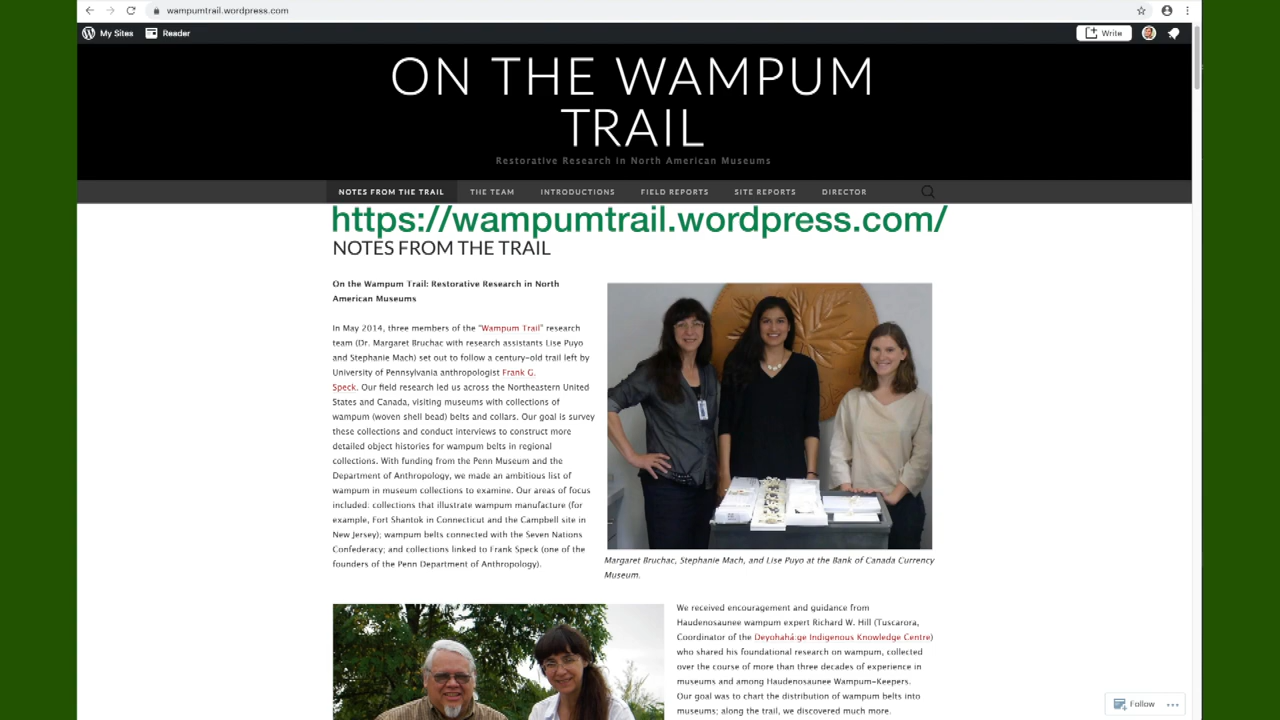 wampumtrail.wordpress.com
My Sites
Reader
Write
ON THE WAMPUM
TRAIL
Restorative Research in North American Museums
NOTES FROM THE TRAIL
THE TEAM
INTRODUCTIONS
FIELD REPORTS
SITE REPORTS
DIRECTOR
https://wampumtrail.wordpress.com/
NOTES FROM THE TRAIL
On the Wampum Trail: Restorative Research in North
American Museums
In May 2014, three members of the “Wampum Trail” research
team (Dr. Margaret Bruchac with research assistants Lise Puyo
and Stephanie Mach) set out to follow a century-old trail left by
University of Pennsylvania anthropologist Frank G.
Speck. Our field research led us across the Northeastern United
States and Canada, visiting museums with collections of
wampum (woven shell bead) belts and collars. Our goal is survey
these collections and conduct interviews to construct more
detailed object histories for wampum belts in regional
collections. With funding from the Penn Museum and the
Department of Anthropology, we made an ambitious list of
wampum in museum collections to examine. Our areas of focus
included: collections that illustrate wampum manufacture (for
example, Fort Shantok in Connecticut and the Campbell site in
New Jersey); wampum belts connected with the Seven Nations
Confederacy; and collections linked to Frank Speck (one of the
founders of the Penn Department of Anthropology).
Margaret Bruchac, Stephanie Mach, and Lise Puyo at the Bank of Canada Currency
Museum.
We received encouragement and guidance from
Haudenosaunee wampum expert Richard W. Hill (Tuscarora,
Coordinator of the Deyohahá:ge Indigenous Knowledge Centre)
who shared his foundational research on wampum, collected
over the course of more than three decades of experience in
museums and among Haudenosaunee Wampum-Keepers.
Our goal was to chart the distribution of wampum belts into
museums; along the trail, we discovered much more.
Follow